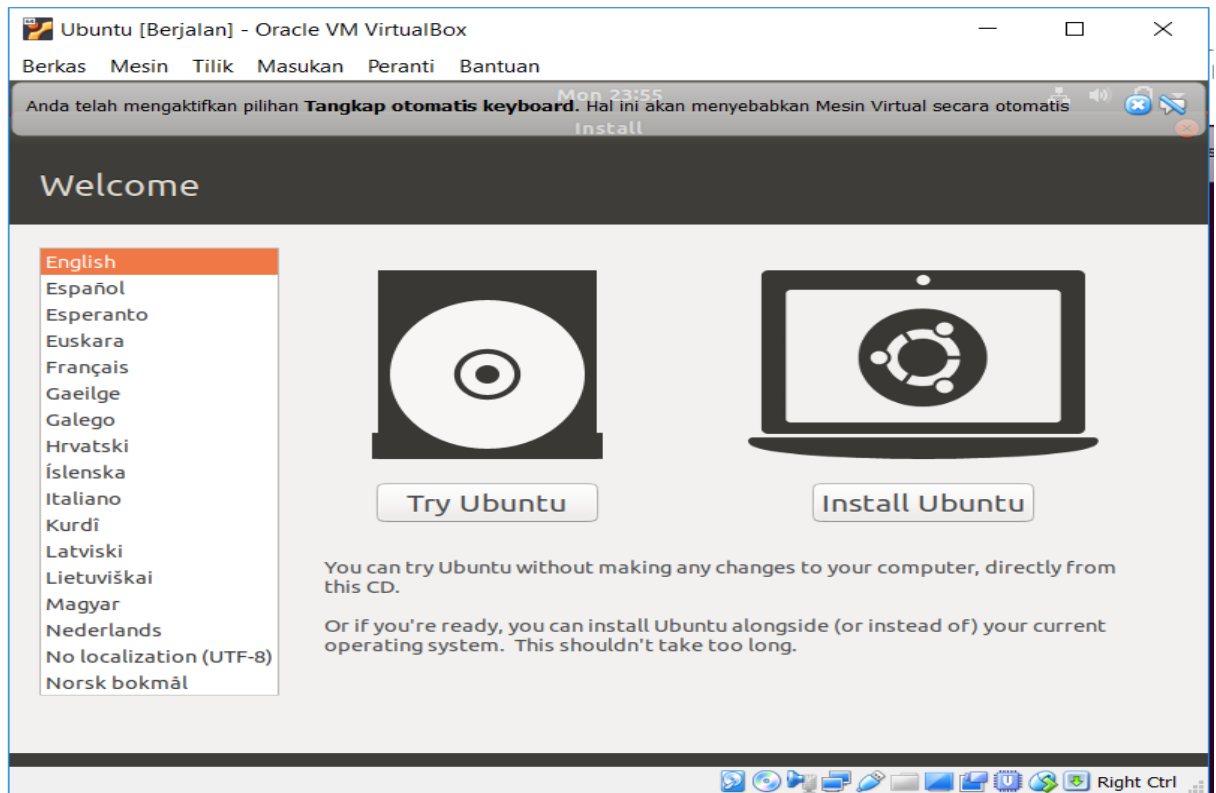 Ubuntu [Berjalan] - Oracle VM VirtualBox
Berkas Mesin Tilik Masukan Peranti Bantuan
Mon 23:55
Anda telah mengaktifkan pilihan Tangkap otomatis keyboard. Hal ini akan menyebabkan Mesin Virtual secara otomatis
Install
Welcome
English
Español
Esperanto
Euskara
Français
Gaeilge
Galego
Hrvatski
Íslenska
Italiano
Kurdî
Latviski
Lietuviškai
Magyar
Nederlands
No localization (UTF-8)
Norsk bokmål
Try Ubuntu
Install Ubuntu
You can try Ubuntu without making any changes to your computer, directly from
this CD.
Or if you're ready, you can install Ubuntu alongside (or instead of) your current
operating system. This shouldn't take too long.
Right Ctrl